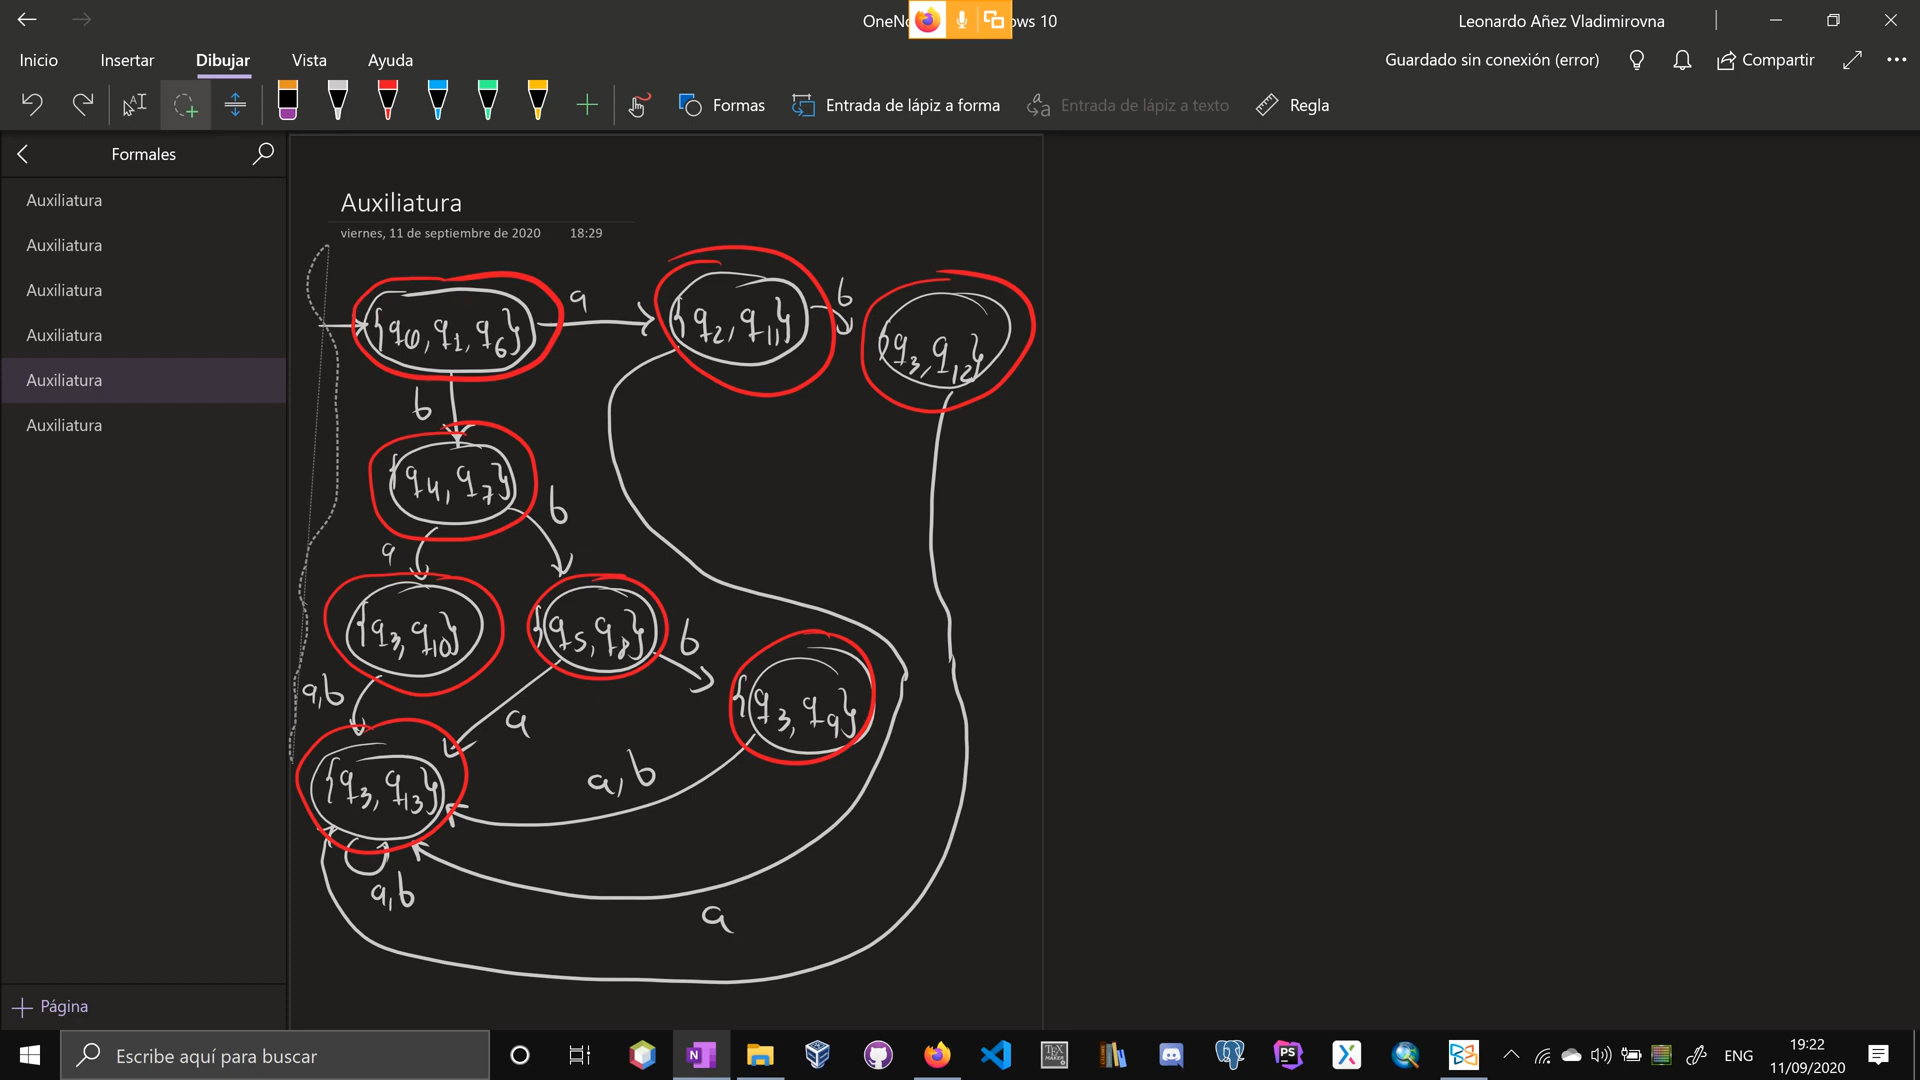 OneNo
ows 10
Leonardo Añez Vladimirovna
Inicio
Insertar
Dibujar
Vista
Ayuda
Guardado sin conexión (error)
Compartir
Formas
Entrada de lápiz a forma
Entrada de lápiz a texto
Regla
Formales
Auxiliatura
Auxiliatura
Auxiliatura
Auxiliatura
Auxiliatura
Auxiliatura
Página
Auxiliatura
viernes, 11 de septiembre de 2020 18:29
{q0, q1, q6}
a
{q2, q11}
b
{q3, q12}
b
{q4, q7}
b
a
{q3, q10}
{q5, q8}
b
a,b
a
{q3, q9}
{q3, q13}
a,b
a,b
a
Escribe aquí para buscar
PS
ENG
19:22
11/09/2020